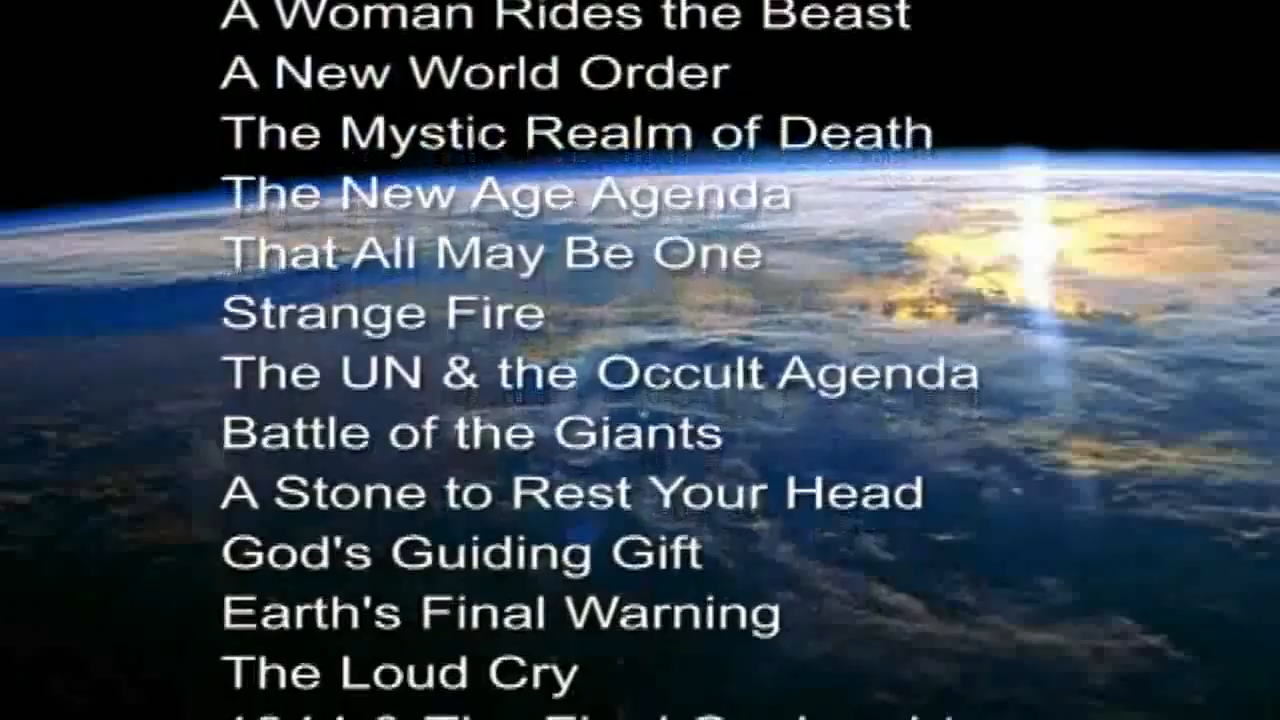 A Woman Rides the Beast
A New World Order
The Mystic Realm of Death
The New Age Agenda
That All May Be One
Strange Fire
The UN & the Occult Agenda
Battle of the Giants
A Stone to Rest Your Head
God's Guiding Gift
Earth's Final Warning
The Loud Cry